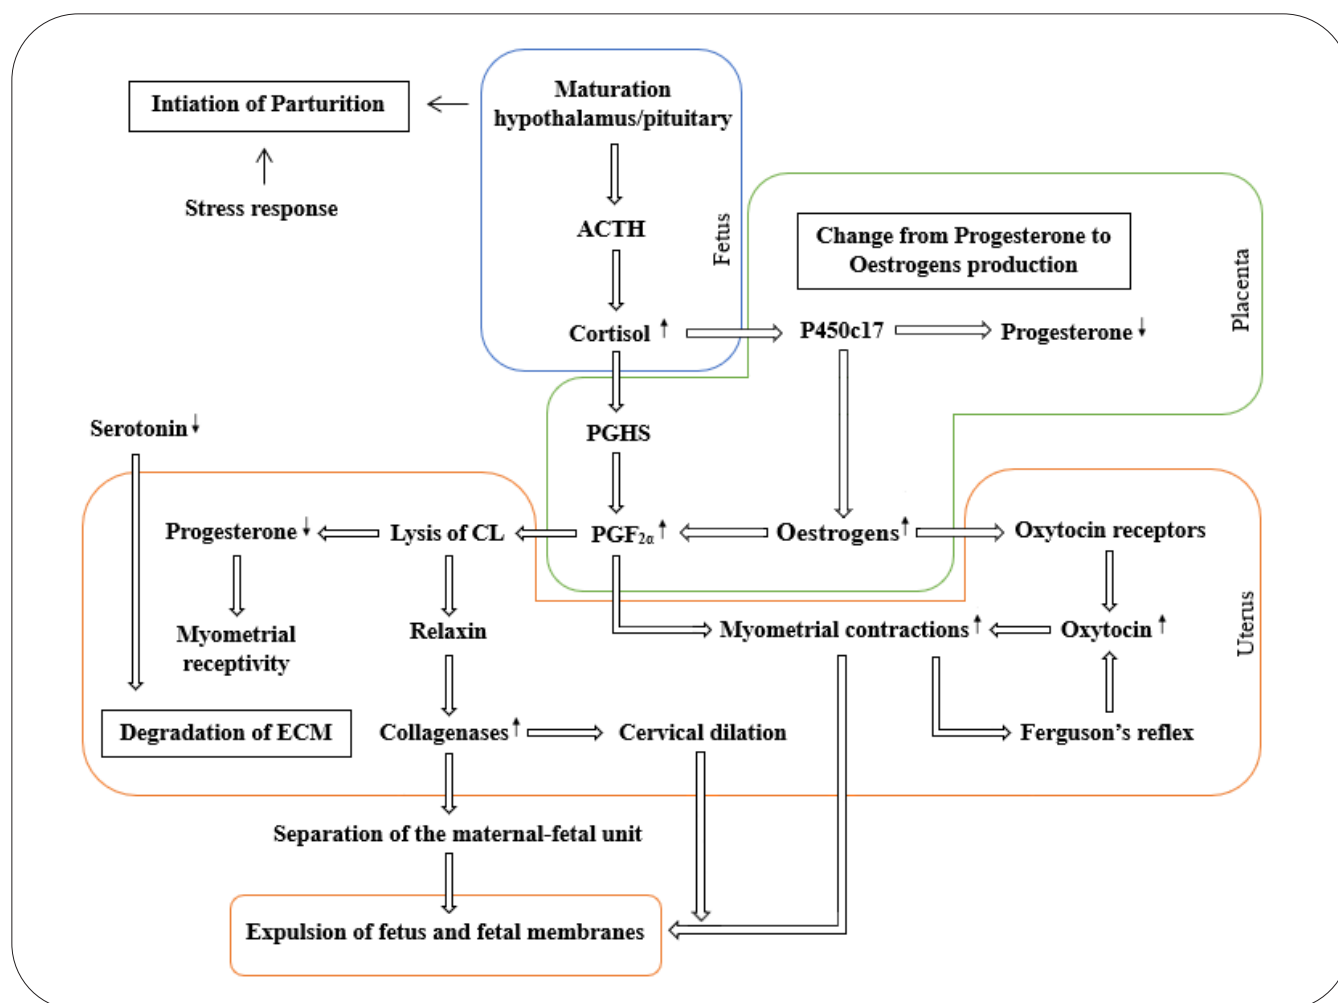 Maturation
hypothalamus/pituitary
Intiation of Parturition
Stress response
ACTH
Fetus
Change from Progesterone to
Oestrogens production
Placenta
Cortisol
P450c17
Progesterone
Serotonin
PGHS
Progesterone
Lysis of CL
PGF2α
Oestrogens
Oxytocin receptors
Myometrial
receptivity
Relaxin
Myometrial contractions
Oxytocin
Uterus
Degradation of ECM
Collagenases
Cervical dilation
Ferguson's reflex
Separation of the maternal-fetal unit
Expulsion of fetus and fetal membranes